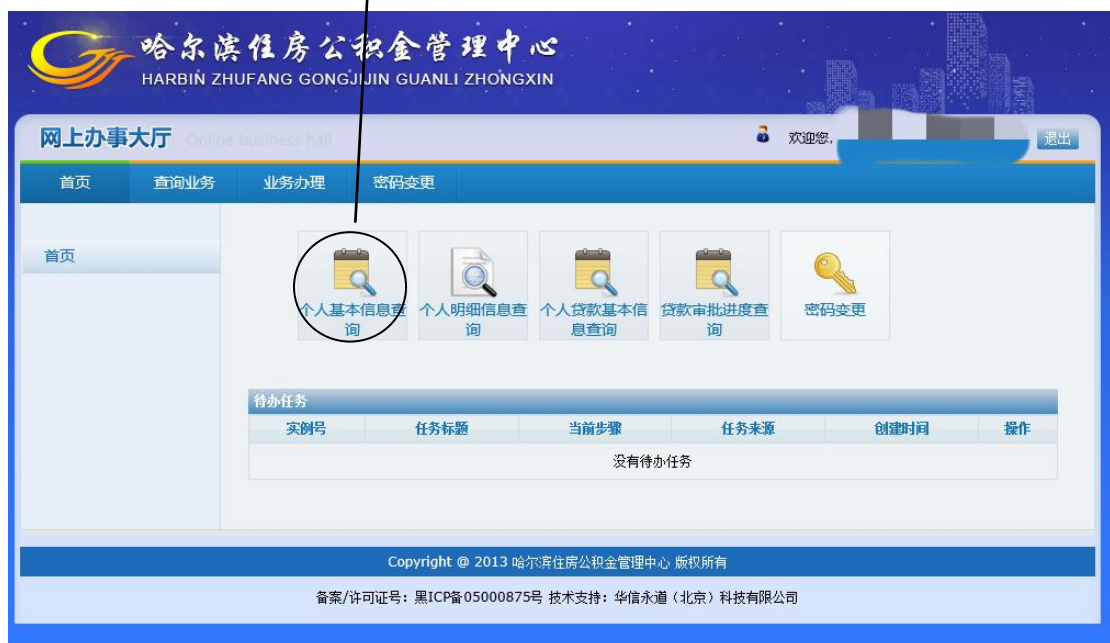 哈尔滨住房公积金管理中心
HARBIN ZHUFANG GONGJIJIN GUANLI ZHONGXIN
网上办事大厅 Online business hall 欢迎您, 退出
首页 查询业务 业务办理 密码变更
首页
个人基本信息查询 个人明细信息查询 个人贷款基本信息查询 贷款审批进度查询 密码变更
待办任务
实例号 任务标题 当前步骤 任务来源 创建时间 操作
没有待办任务
Copyright @ 2013 哈尔滨住房公积金管理中心 版权所有
备案/许可证号：黑ICP备05000875号 技术支持：华信永道（北京）科技有限公司